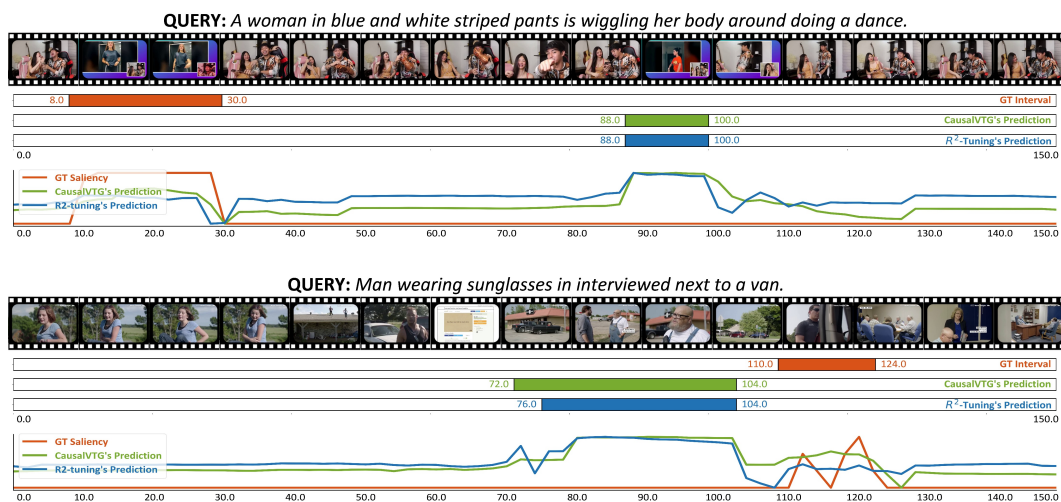 QUERY: A woman in blue and white striped pants is wiggling her body around doing a dance.
8.0 30.0 GT Interval
88.0 100.0 CausalVTG's Prediction
88.0 100.0 R²-Tuning's Prediction
0.0 150.0
GT Saliency
CausalVTG's Prediction
R2-tuning's Prediction
0.0 10.0 20.0 30.0 40.0 50.0 60.0 70.0 80.0 90.0 100.0 110.0 120.0 130.0 140.0 150.0
QUERY: Man wearing sunglasses in interviewed next to a van.
110.0 124.0 GT Interval
72.0 104.0 CausalVTG's Prediction
76.0 104.0 R²-Tuning's Prediction
0.0 150.0
GT Saliency
CausalVTG's Prediction
R2-tuning's Prediction
0.0 10.0 20.0 30.0 40.0 50.0 60.0 70.0 80.0 90.0 100.0 110.0 120.0 130.0 140.0 150.0